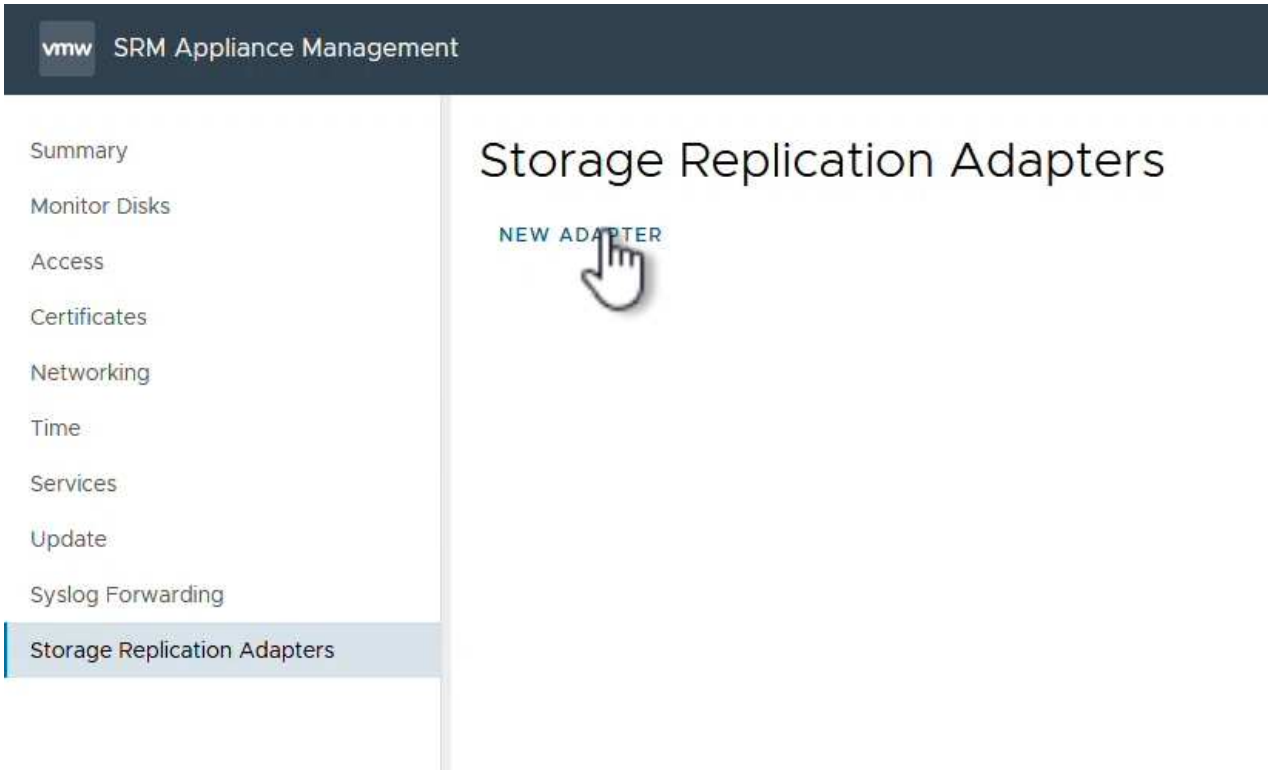 vmw SRM Appliance Management
Summary
Monitor Disks
Access
Certificates
Networking
Time
Services
Update
Syslog Forwarding
Storage Replication Adapters
Storage Replication Adapters
NEW ADAPTER